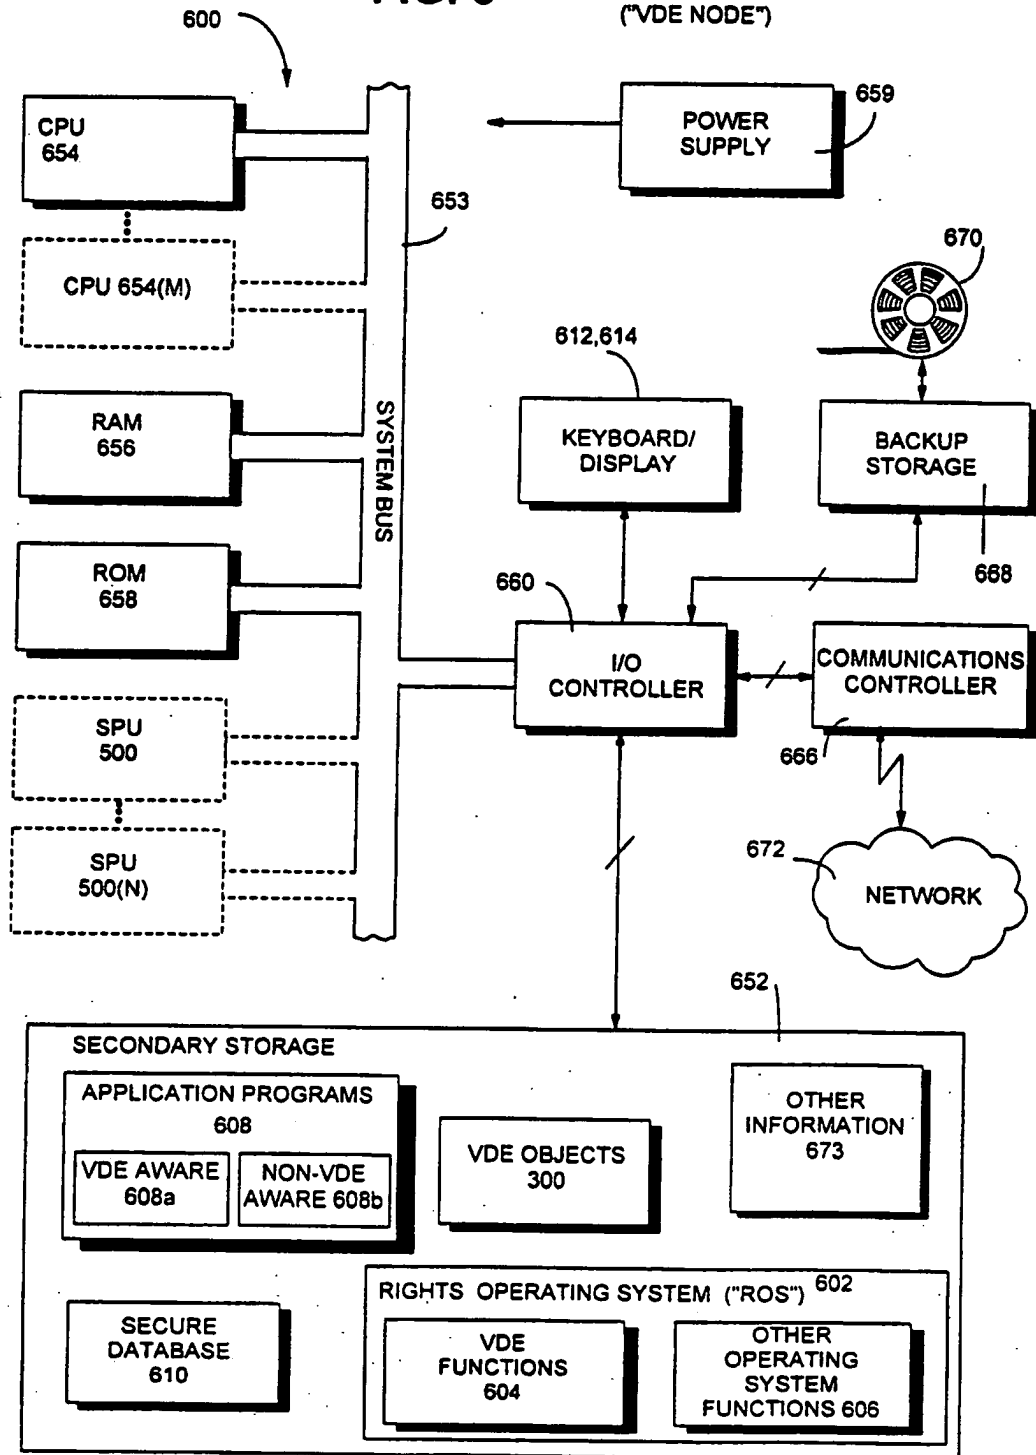 ("VDE NODE")
600
CPU
654
POWER
SUPPLY
659
653
CPU 654(M)
670
612,614
RAM
656
SYSTEM BUS
KEYBOARD/
DISPLAY
BACKUP
STORAGE
668
ROM
658
660
I/O
CONTROLLER
COMMUNICATIONS
CONTROLLER
666
SPU
500
SPU
500(N)
672
NETWORK
652
SECONDARY STORAGE
APPLICATION PROGRAMS
608
VDE AWARE
608a
NON-VDE
AWARE 608b
VDE OBJECTS
300
OTHER
INFORMATION
673
SECURE
DATABASE
610
RIGHTS OPERATING SYSTEM ("ROS") 602
VDE
FUNCTIONS
604
OTHER
OPERATING
SYSTEM
FUNCTIONS 606